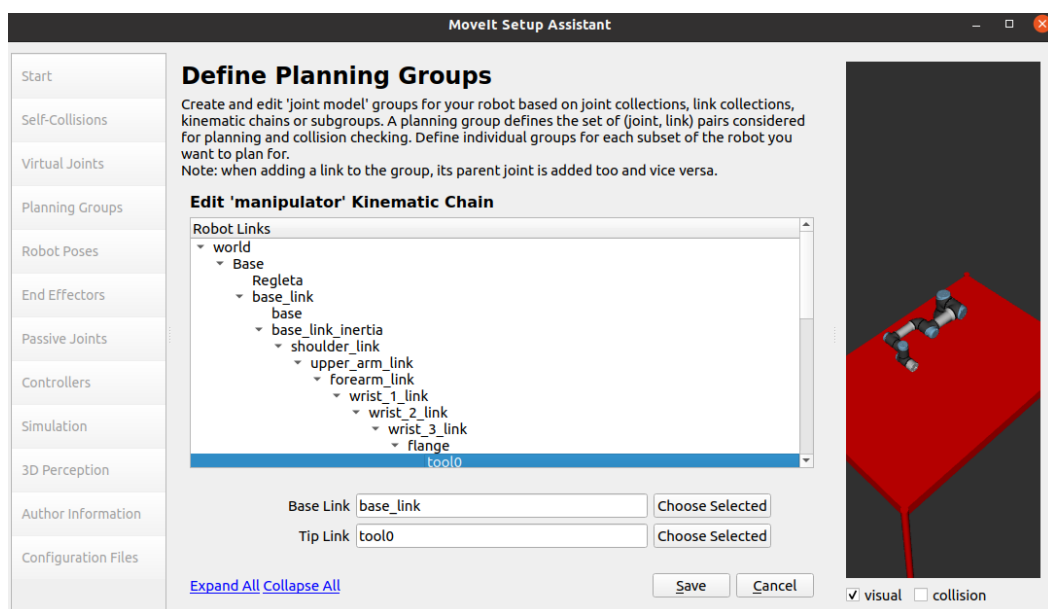 MoveIt Setup Assistant
Start
Self-Collisions
Virtual Joints
Planning Groups
Robot Poses
End Effectors
Passive Joints
Controllers
Simulation
3D Perception
Author Information
Configuration Files
Define Planning Groups
Create and edit 'joint model' groups for your robot based on joint collections, link collections,
kinematic chains or subgroups. A planning group defines the set of (joint, link) pairs considered
for planning and collision checking. Define individual groups for each subset of the robot you
want to plan for.
Note: when adding a link to the group, its parent joint is added too and vice versa.
Edit 'manipulator' Kinematic Chain
Robot Links
world
Base
Regleta
base_link
base
base_link_inertia
shoulder_link
upper_arm_link
forearm_link
wrist_1_link
wrist_2_link
wrist_3_link
flange
tool0
Base Link base_link Choose Selected
Tip Link tool0 Choose Selected
Expand All Collapse All Save Cancel
visual collision